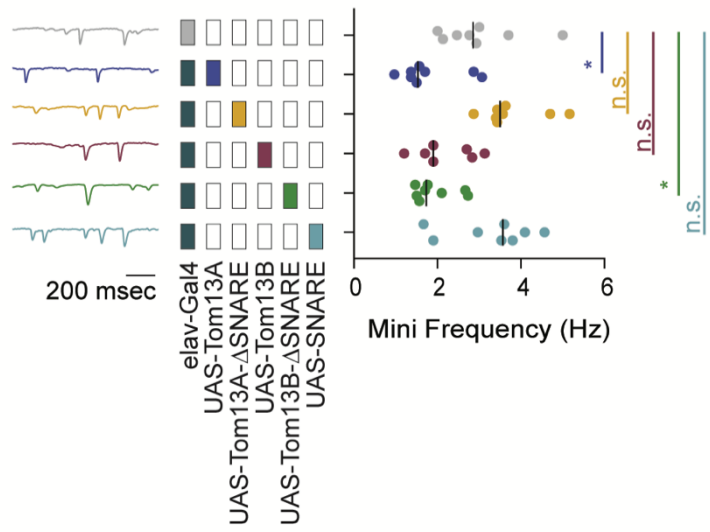 *
n.s.
n.s.
*
n.s.
200 msec
elav-Gal4
UAS-Tom13A
UAS-Tom13A-ΔSNARE
UAS-Tom13B
UAS-Tom13B-ΔSNARE
UAS-SNARE
0 2 4 6
Mini Frequency (Hz)